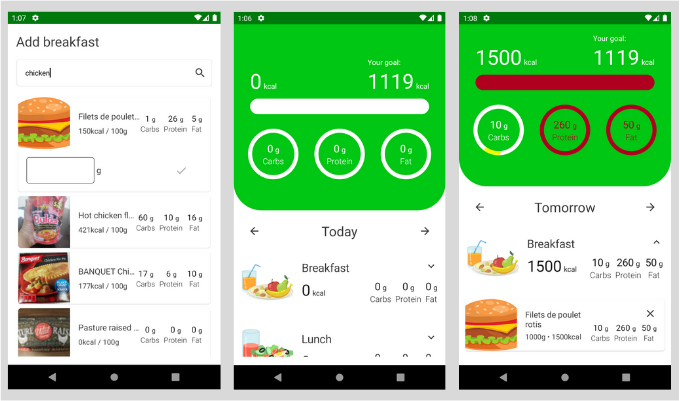 1:07
Add breakfast
chicken
Filets de poulet...
150kcal / 100g
1 g 26 g 5 g
Carbs Protein Fat
g
Hot chicken fl...
421kcal / 100g
60 g 10 g 16 g
Carbs Protein Fat
BANQUET Chi...
177kcal / 100g
17 g 6 g 10 g
Carbs Protein Fat
Banquet
Pasture raised ...
0kcal / 100g
0 g 0 g 0 g
Carbs Protein Fat
1:06
Your goal:
0 kcal
1119 kcal
0 g
Carbs
0 g
Protein
0 g
Fat
Today
Breakfast
0 kcal
0 g 0 g 0 g
Carbs Protein Fat
Lunch
1:08
Your goal:
1500 kcal
1119 kcal
10 g
Carbs
260 g
Protein
50 g
Fat
Tomorrow
Breakfast
1500 kcal
10 g 260 g 50 g
Carbs Protein Fat
Filets de poulet
rotis
1000g • 1500kcal
10 g 260 g 50 g
Carbs Protein Fat